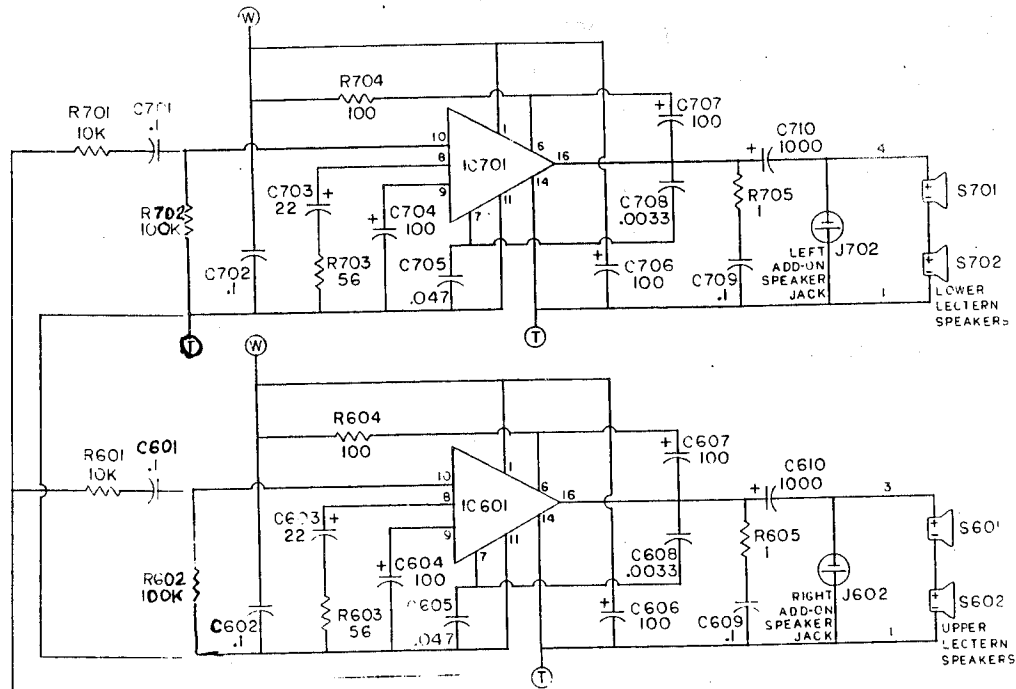 W
R704
100
R701
10K
C701
.1
C707
+ 100
C710
+ 1000
10
1
6
8
IC701
16
14
9
11
7
4
S701
C703 +
22
C704
+ 100
R702
100K
C708
.0033
R705
1
J702
LEFT
ADD-ON
SPEAKER
JACK
C702
.1
R703
56
C705
.047
+ C706
100
C709
.1
S702
1
LOWER
LECTERN
SPEAKERS
T
T
W
R604
100
R601
10K
C601
.1
C607
+ 100
C610
+ 1000
10
1
6
8
IC601
16
14
9
11
7
3
S601
C603 +
22
C604
+ 100
R602
100K
C608
.0033
R605
1
J602
RIGHT
ADD-ON
SPEAKER
JACK
C602
.1
R603
56
C605
.047
+ C606
100
C609
.1
S602
1
UPPER
LECTERN
SPEAKERS
T